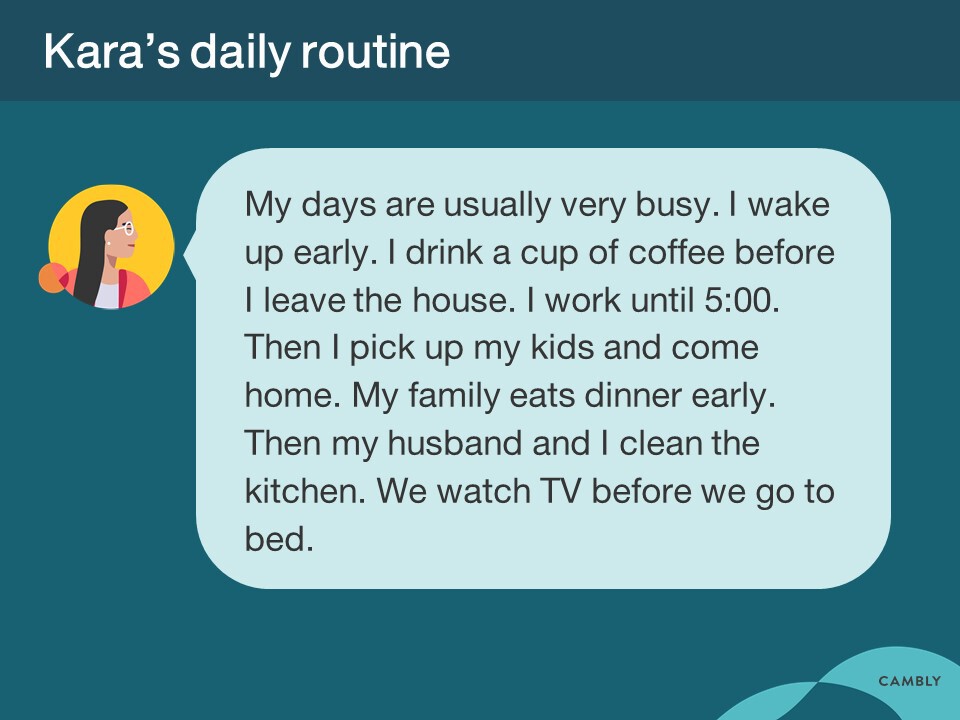 Kara’s daily routine
My days are usually very busy. I wake
up early. I drink a cup of coffee before
I leave the house. I work until 5:00.
Then I pick up my kids and come
home. My family eats dinner early.
Then my husband and I clean the
kitchen. We watch TV before we go to
bed.
CAMBLY